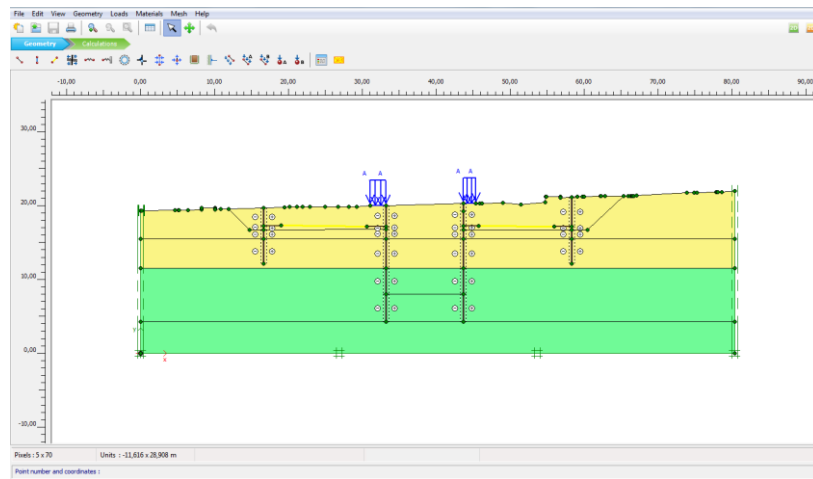 File Edit View Geometry Loads Materials Mesh Help
Geometry Calculations
-10,00 0,00 10,00 20,00 30,00 40,00 50,00 60,00 70,00 80,00 90,00
30,00
A A A A
20,00
10,00
y
0,00
x
-10,00
Pixels : 5 x 70 Units : -11,616 x 28,908 m
Point number and coordinates :